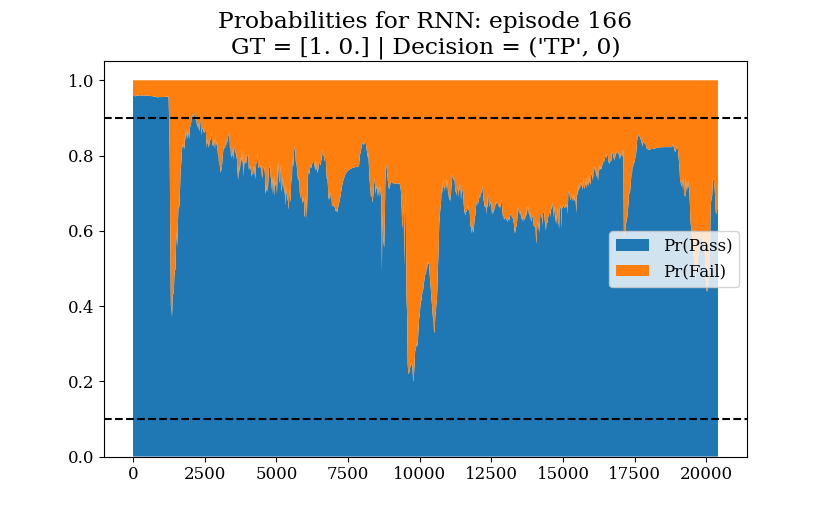 Probabilities for RNN: episode 166
GT = [1. 0.] | Decision = ('TP', 0)
1.0
0.8
0.6
0.4
0.2
0.0
Pr(Pass)
Pr(Fail)
0 2500 5000 7500 10000 12500 15000 17500 20000